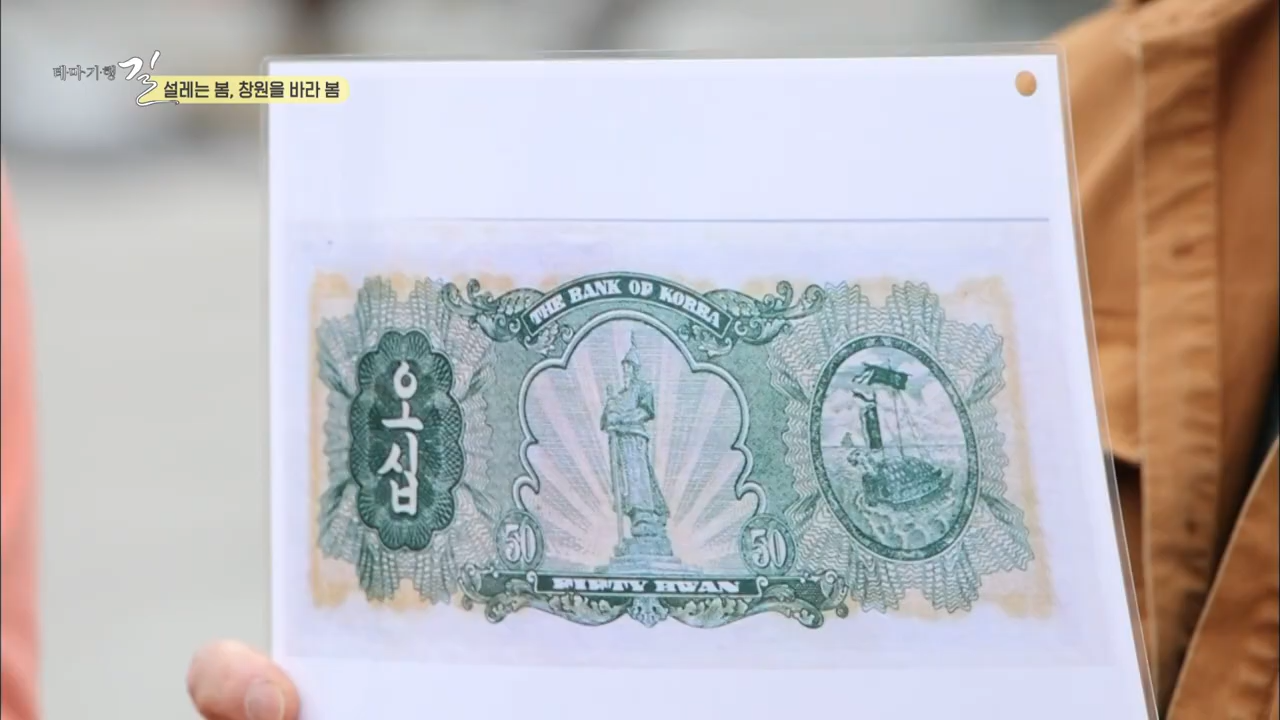 테마기행 길
설레는 봄, 창원을 바라 봄
THE BANK OF KOREA
오십
50
50
FIFTY HWAN